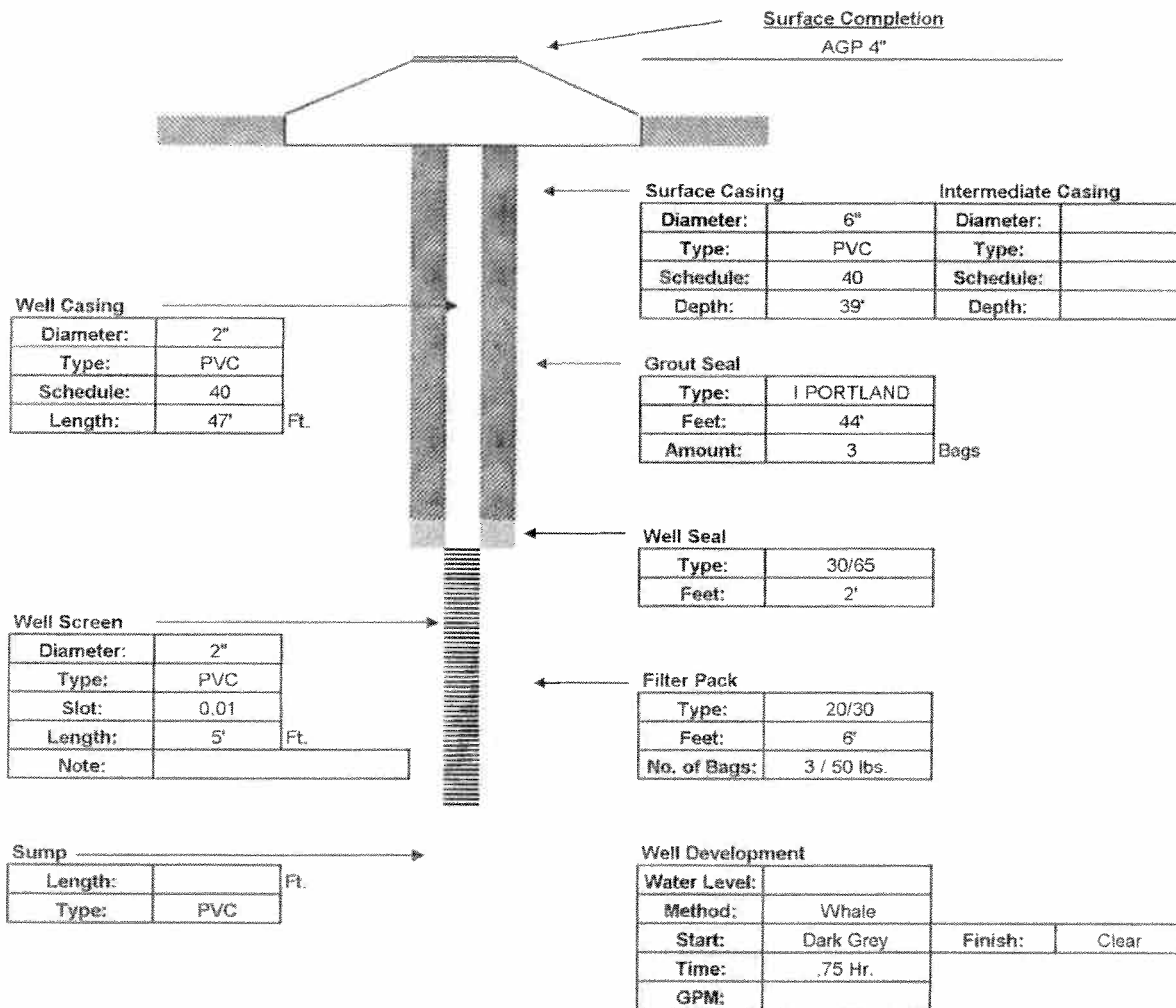 Surface Completion
AGP 4"
Surface Casing Intermediate Casing
Diameter: 6" Diameter:
Type: PVC Type:
Schedule: 40 Schedule:
Depth: 39' Depth:
Well Casing
Diameter: 2"
Type: PVC
Schedule: 40
Length: 47' Ft.
Grout Seal
Type: I PORTLAND
Feet: 44'
Amount: 3 Bags
Well Seal
Type: 30/65
Feet: 2'
Well Screen
Diameter: 2"
Type: PVC
Slot: 0.01
Length: 5' Ft.
Note:
Filter Pack
Type: 20/30
Feet: 6'
No. of Bags: 3 / 50 lbs.
Sump
Length: Ft.
Type: PVC
Well Development
Water Level:
Method: Whale
Start: Dark Grey Finish: Clear
Time: .75 Hr.
GPM: